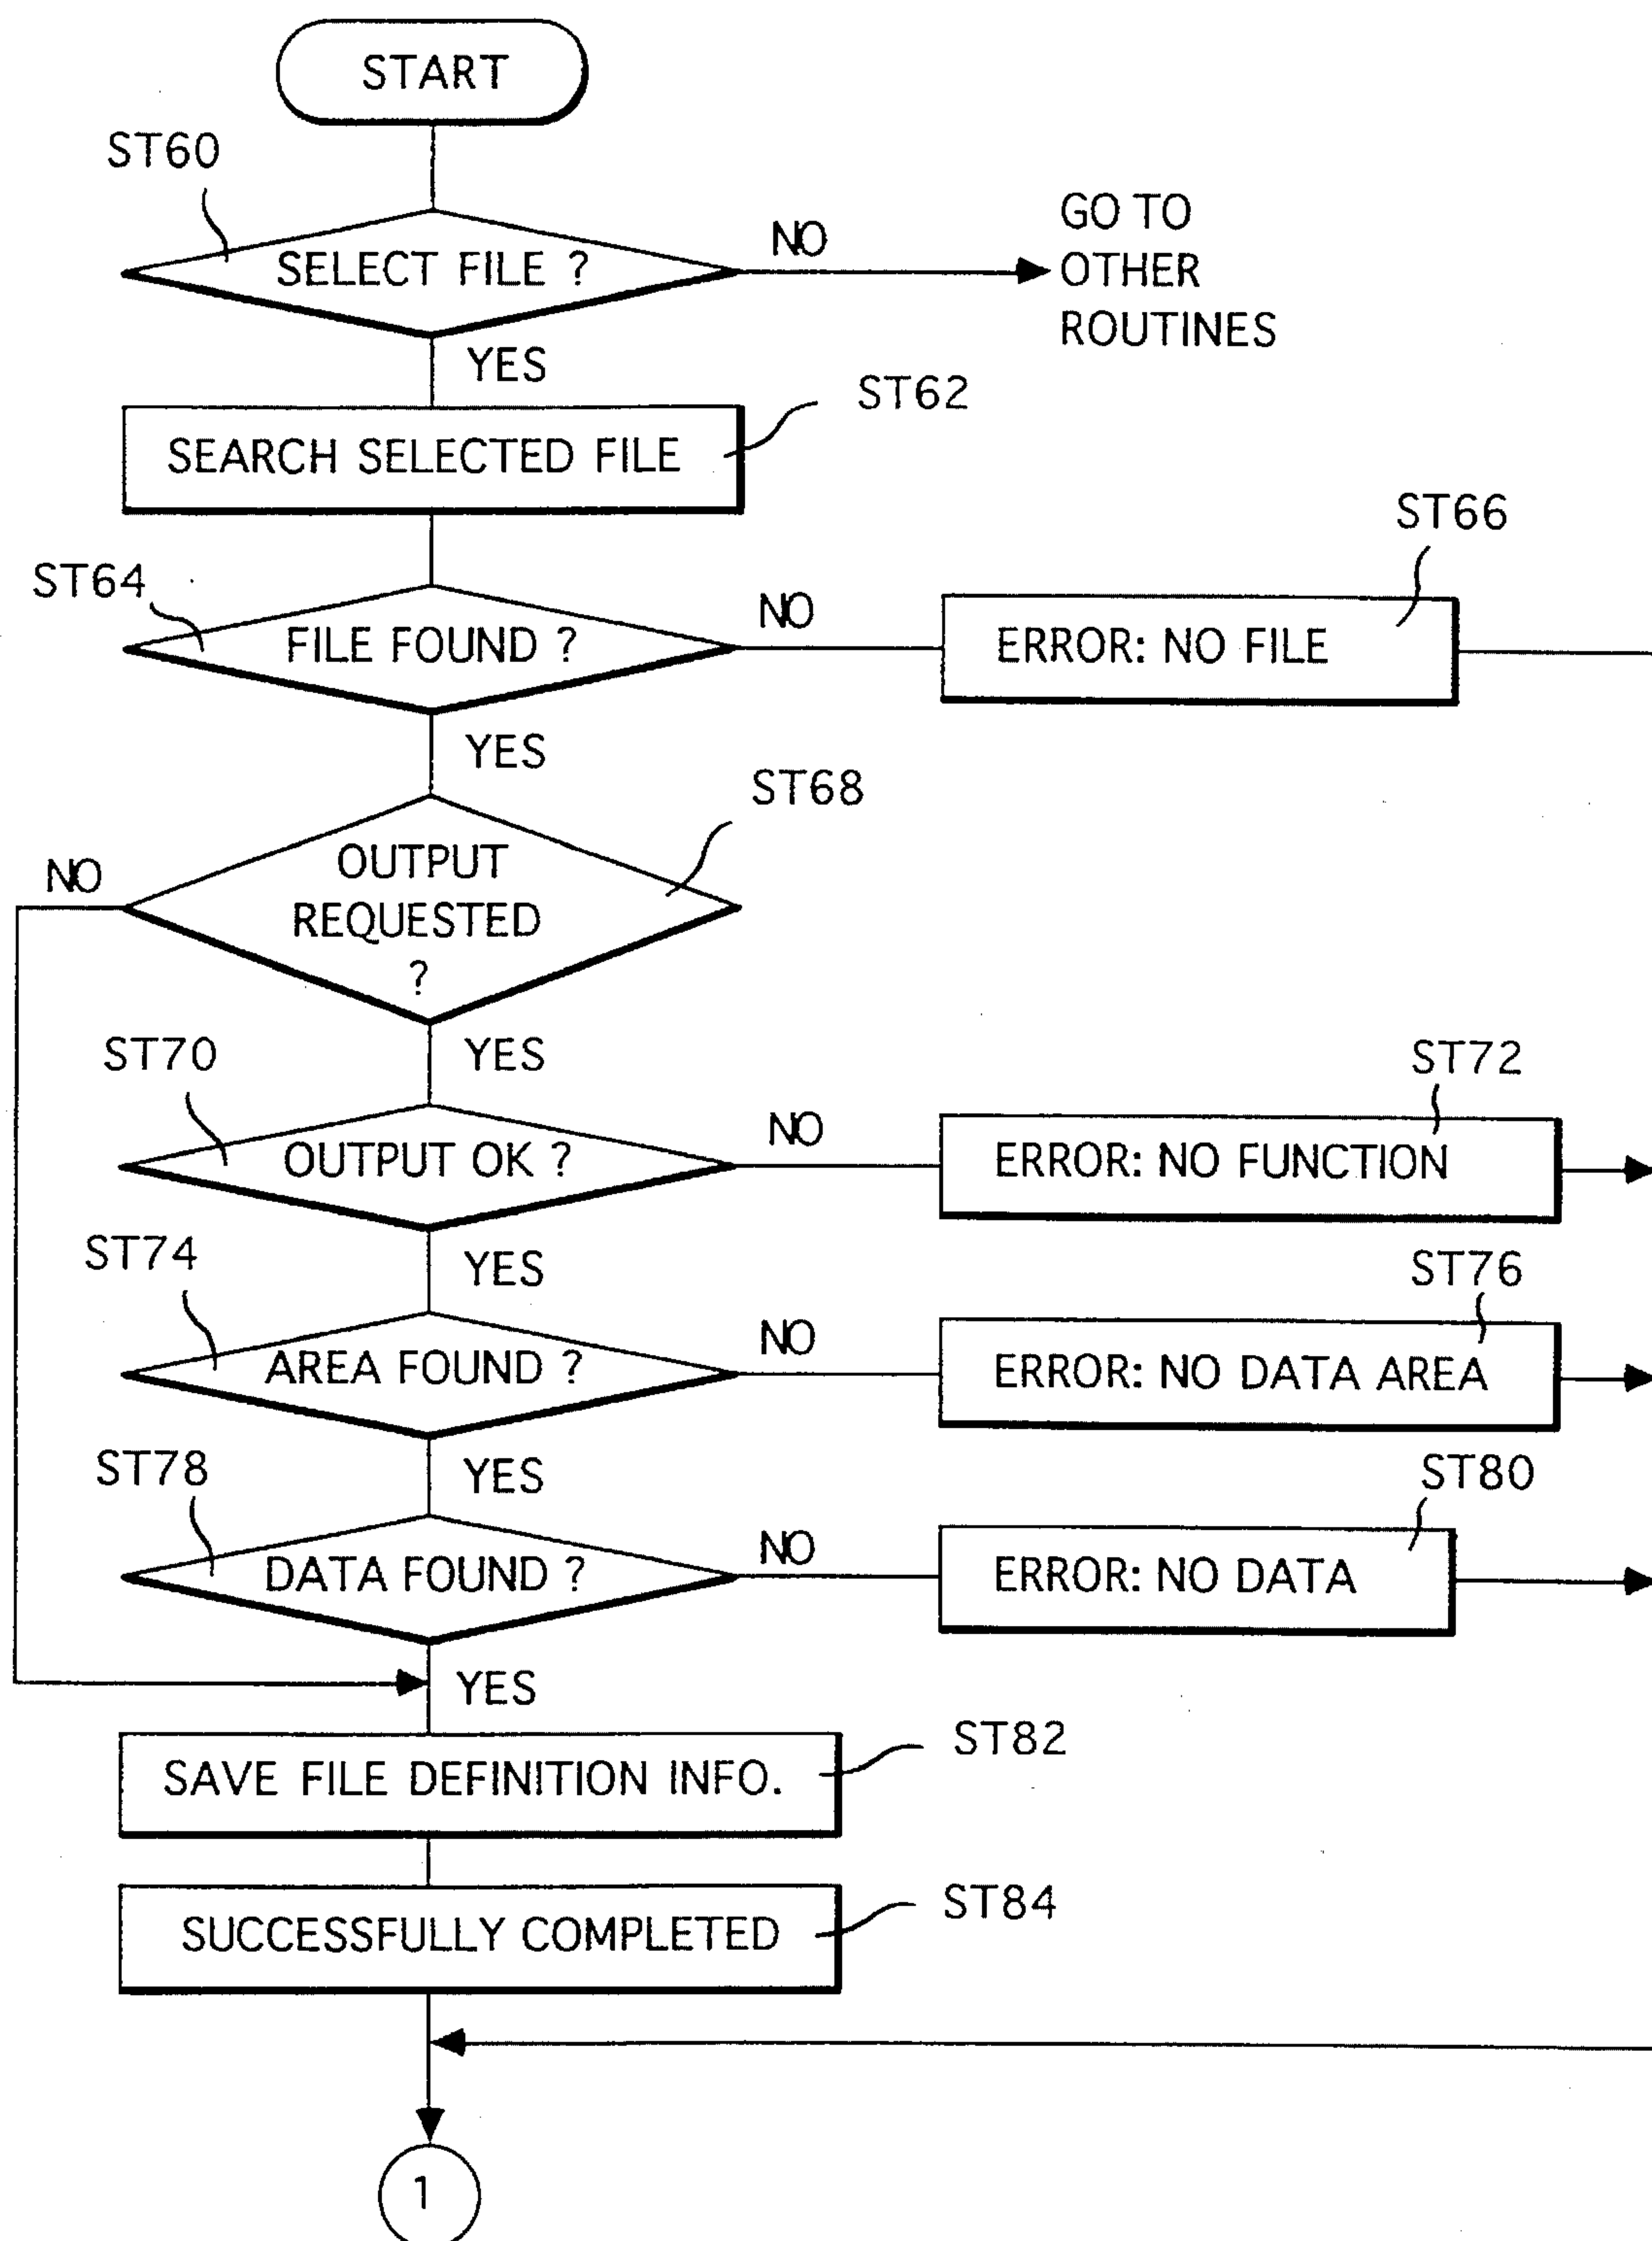 START
ST60
SELECT FILE ?
NO
GO TO
OTHER
ROUTINES
YES
ST62
SEARCH SELECTED FILE
ST64
FILE FOUND ?
NO
ST66
ERROR: NO FILE
YES
ST68
NO
OUTPUT
REQUESTED
?
YES
ST70
OUTPUT OK ?
NO
ST72
ERROR: NO FUNCTION
YES
ST74
AREA FOUND ?
NO
ST76
ERROR: NO DATA AREA
YES
ST78
DATA FOUND ?
NO
ST80
ERROR: NO DATA
YES
ST82
SAVE FILE DEFINITION INFO.
ST84
SUCCESSFULLY COMPLETED
1